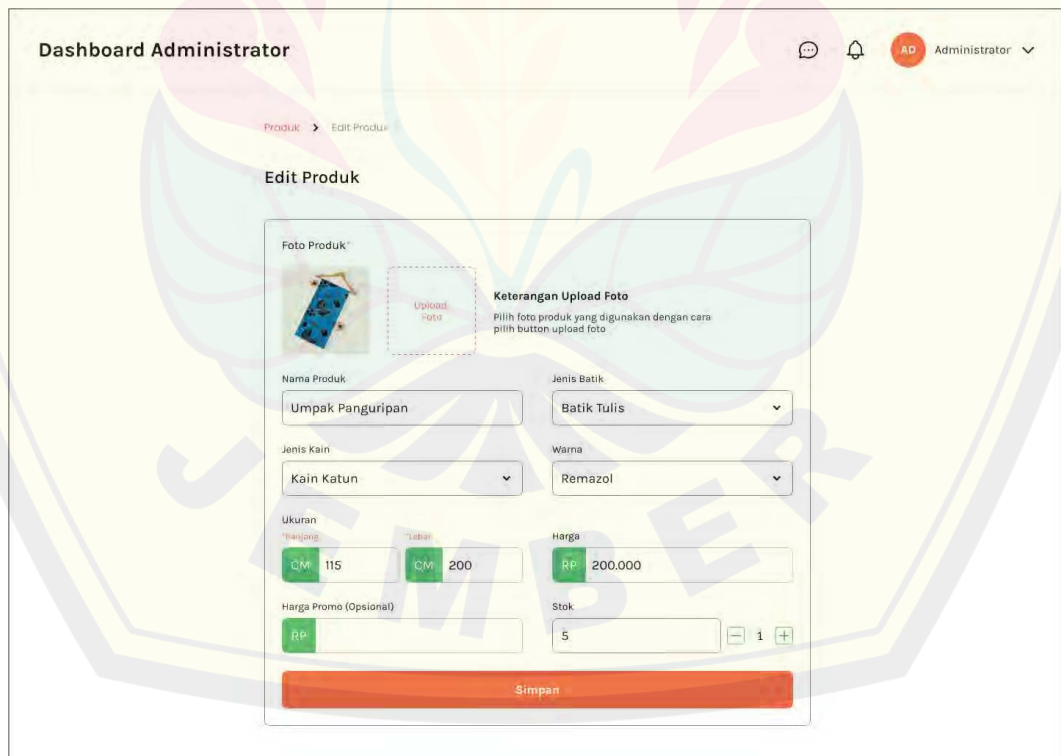 Dashboard Administrator
AD Administrator
Produk > Edit Produk
Edit Produk
Foto Produk*
Upload
Foto
Keterangan Upload Foto
Pilih foto produk yang digunakan dengan cara
pilih button upload foto
Nama Produk
Jenis Batik
Umpak Panguripan
Batik Tulis
Jenis Kain
Warna
Kain Katun
Remazol
Ukuran
*Panjang
*Lebar
Harga
CM 115
CM 200
RP 200.000
Harga Promo (Opsional)
Stok
RP
5
1
Simpan
JEMBER